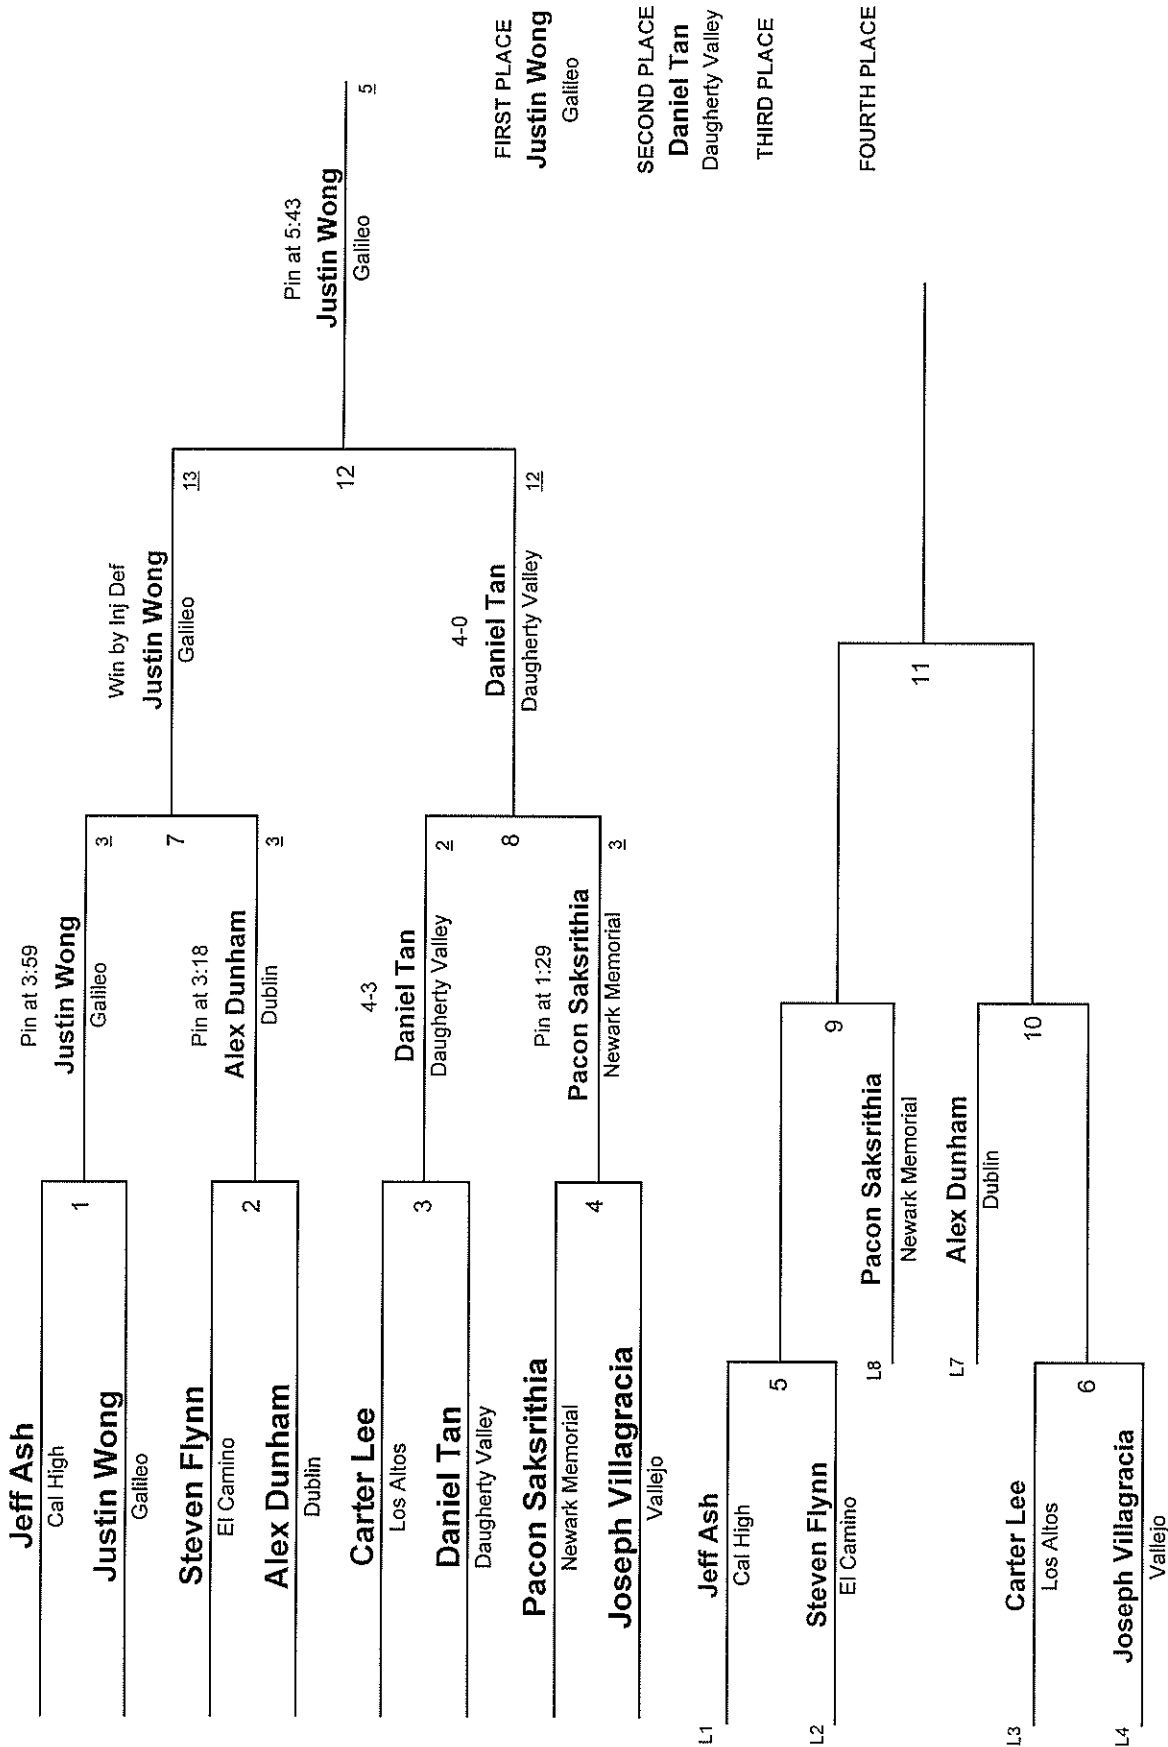 Jeff Ash
Cal High
Justin Wong
Galileo
Steven Flynn
El Camino
Alex Dunham
Dublin
Carter Lee
Los Altos
Daniel Tan
Daugherty Valley
Pacon Saksrithia
Newark Memorial
Joseph Villagracia
Vallejo
1
2
3
4
Pin at 3:59
Justin Wong
Galileo
3
Pin at 3:18
Alex Dunham
Dublin
3
4-3
Daniel Tan
Daugherty Valley
2
Pin at 1:29
Pacon Saksrithia
Newark Memorial
3
7
8
Win by Inj Def
Justin Wong
Galileo
13
4-0
Daniel Tan
Daugherty Valley
12
12
Pin at 5:43
Justin Wong
Galileo
5
L1
Jeff Ash
Cal High
L2
Steven Flynn
El Camino
L3
Carter Lee
Los Altos
L4
Joseph Villagracia
Vallejo
5
6
L8
Pacon Saksrithia
Newark Memorial
L7
Alex Dunham
Dublin
9
10
11
FIRST PLACE
Justin Wong
Galileo
SECOND PLACE
Daniel Tan
Daugherty Valley
THIRD PLACE
FOURTH PLACE